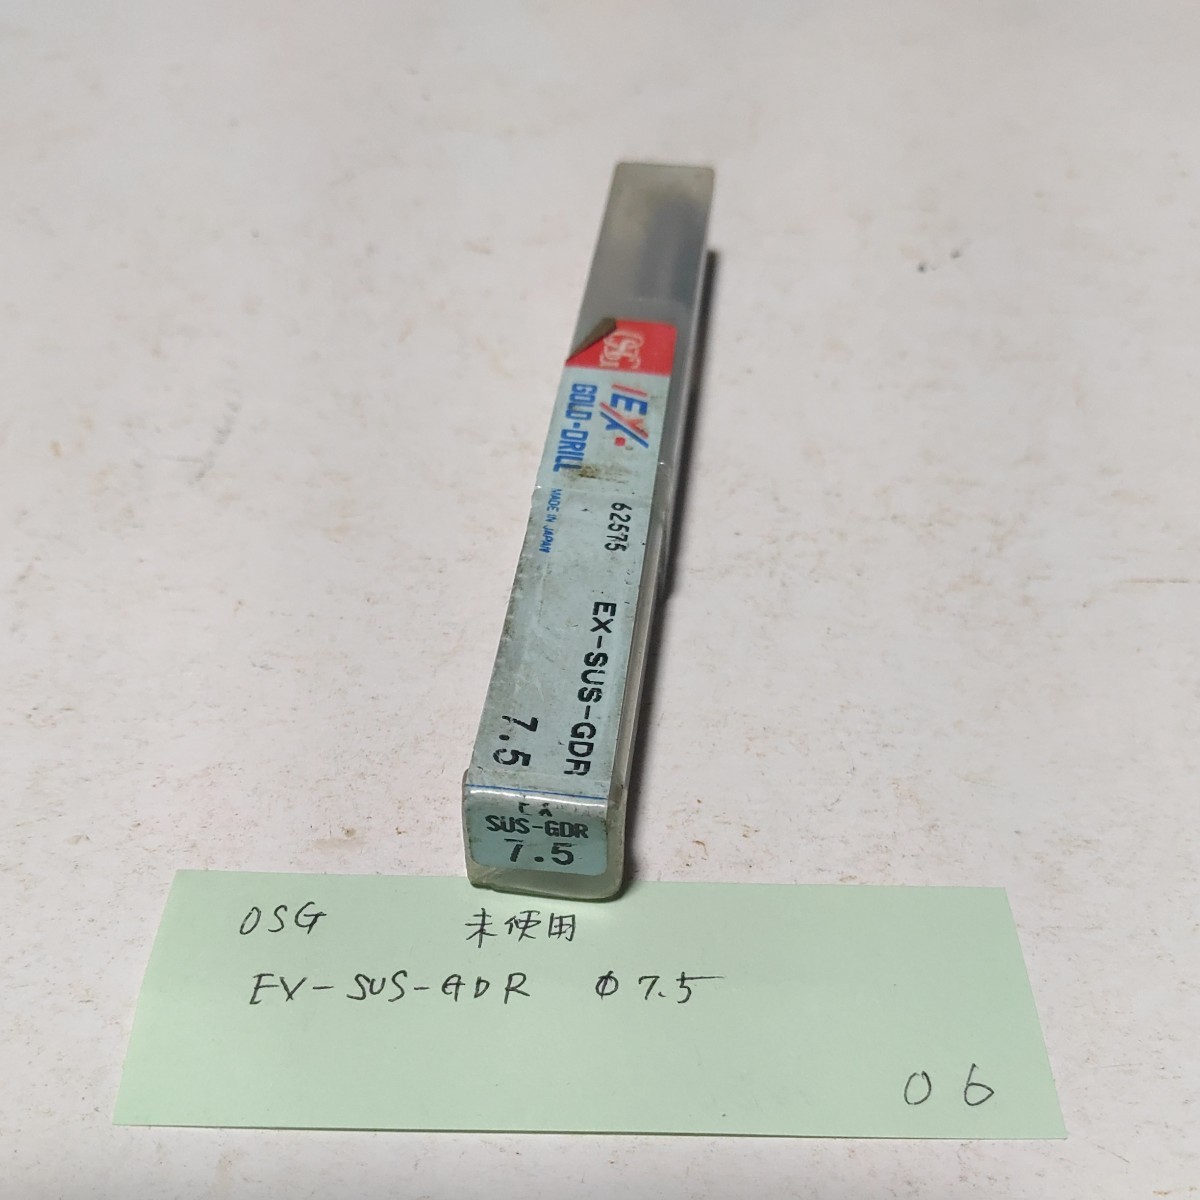 OSG
EX
GOLD-DRILL
MADE IN JAPAN
62575
EX-SUS-GDR
7.5
SUS-GDR
7.5
OSG 未使用
EX-SUS-GDR φ7.5
06